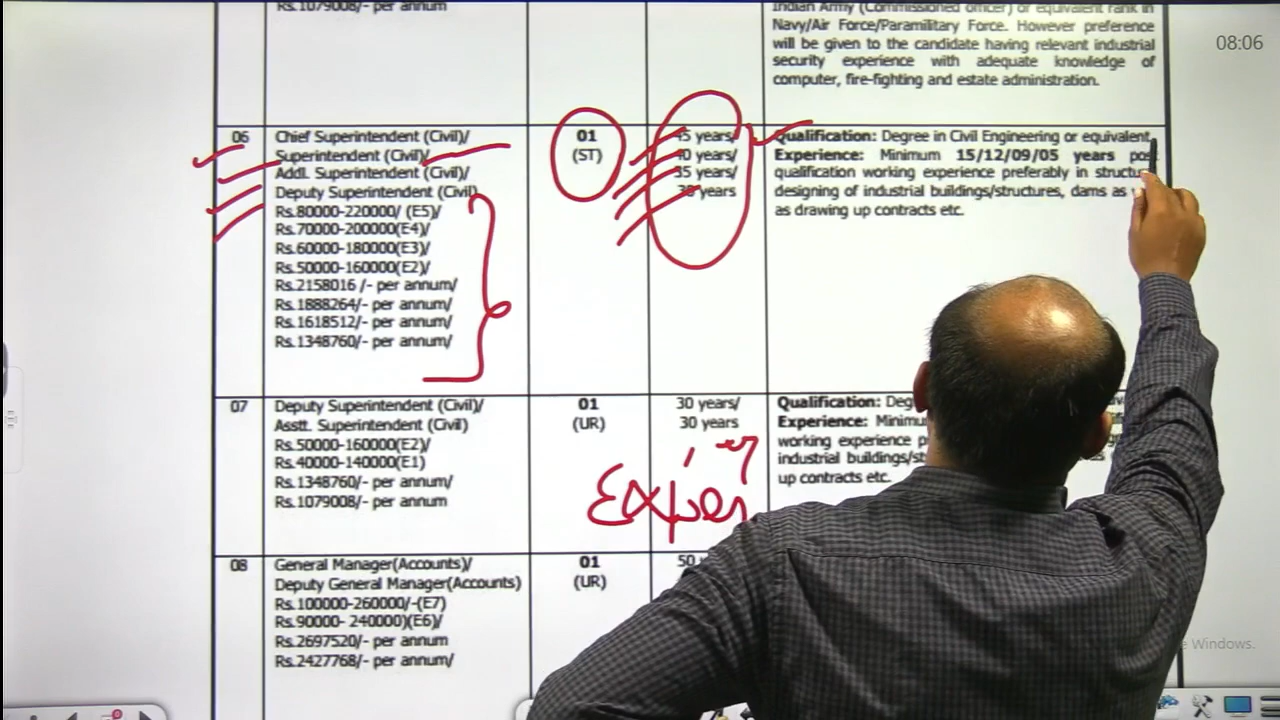 Rs.1079008/- per annum
Indian Army (Commissioned officer) or equivalent rank in
Navy/Air Force/Paramilitary Force. However preference
will be given to the candidate having relevant industrial
security experience with adequate knowledge of
computer, fire-fighting and estate administration.
08:06
06
Chief Superintendent (Civil)/
Superintendent (Civil)/
Addl. Superintendent (Civil)/
Deputy Superintendent (Civil)
Rs.80000-220000/ (E5)/
Rs.70000-200000(E4)/
Rs.60000-180000(E3)/
Rs.50000-160000(E2)/
Rs.2158016 /- per annum/
Rs.1888264/- per annum/
Rs.1618512/- per annum/
Rs.1348760/- per annum/
01
(ST)
45 years/
40 years/
35 years/
30 years
Qualification: Degree in Civil Engineering or equivalent.
Experience: Minimum 15/12/09/05 years post
qualification working experience preferably in
designing of industrial buildings/structures, dams as
as drawing up contracts etc.
07
Deputy Superintendent (Civil)/
Asstt. Superintendent (Civil)
Rs.50000-160000(E2)/
Rs.40000-140000(E1)
Rs.1348760/- per annum/
Rs.1079008/- per annum
01
(UR)
30 years/
30 years
Qualification:
Experience:
working experience
industrial
up contracts etc.
08
General Manager(Accounts)/
Deputy General Manager(Accounts)
Rs.100000-260000/-(E7)
Rs.90000- 240000)(E6)/
Rs.2697520/- per annum
Rs.2427768/- per annum/
01
(UR)
50
Windows.